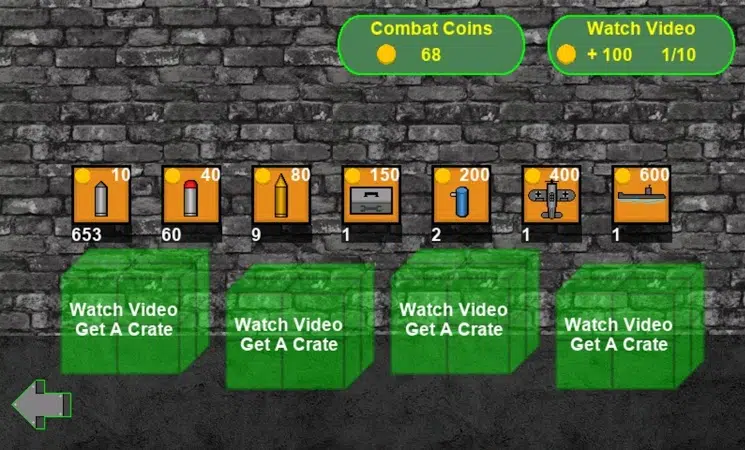 Combat Coins
68
Watch Video
+ 100 1/10
10 40 80 150 200 400 600
653 60 9 1 2 1 1
Watch Video
Get A Crate
Watch Video
Get A Crate
Watch Video
Get A Crate
Watch Video
Get A Crate